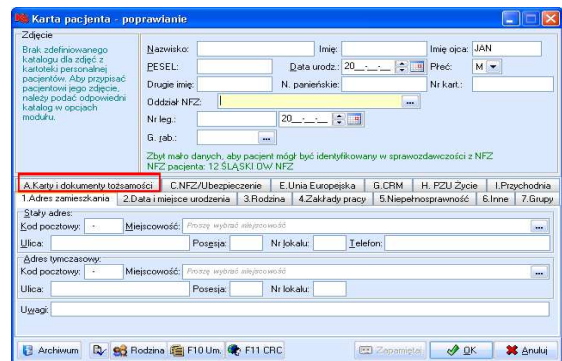 Karta pacjenta - poprawianie
Zdjęcie
Brak zdefiniowanego
katalogu dla zdjęć z
kartoteki personalnej
pacjentów. Aby przypisać
pacjentowi jego zdjęcie,
należy podać odpowiedni
katalog w opcjach
modułu.
Nazwisko: Imię: Imię ojca: JAN
PESEL: Data urodz.: 20__-__-__ Płeć: M
Drugie imię: N. panieńskie: Nr kart.:
Oddział NFZ: ...
Nr leg.: 20__-__-__
G. zab.: ...
Zbyt mało danych, aby pacjent mógł być identyfikowany w sprawozdawczości z NFZ
NFZ pacjenta: 12 ŚLĄSKI OW NFZ
A.Karty i dokumenty tożsamości C.NFZ/Ubezpieczenie E.Unia Europejska G.CRM H. PZU Życie I.Przychodnia
1.Adres zamieszkania 2.Data i miejsce urodzenia 3.Rodzina 4.Zakłady pracy 5.Niepełnosprawność 6.Inne 7.Grupy
Stały adres:
Kod pocztowy: - Miejscowość: Proszę wybrać miejscowość ...
Ulica: Posesja: Nr lokalu: Telefon:
Adres tymczasowy:
Kod pocztowy: - Miejscowość: Proszę wybrać miejscowość ...
Ulica: Posesja: Nr lokalu:
Uwagi:
Archiwum Rodzina F10 Um. F11 CRC Zapamiętaj OK Anuluj